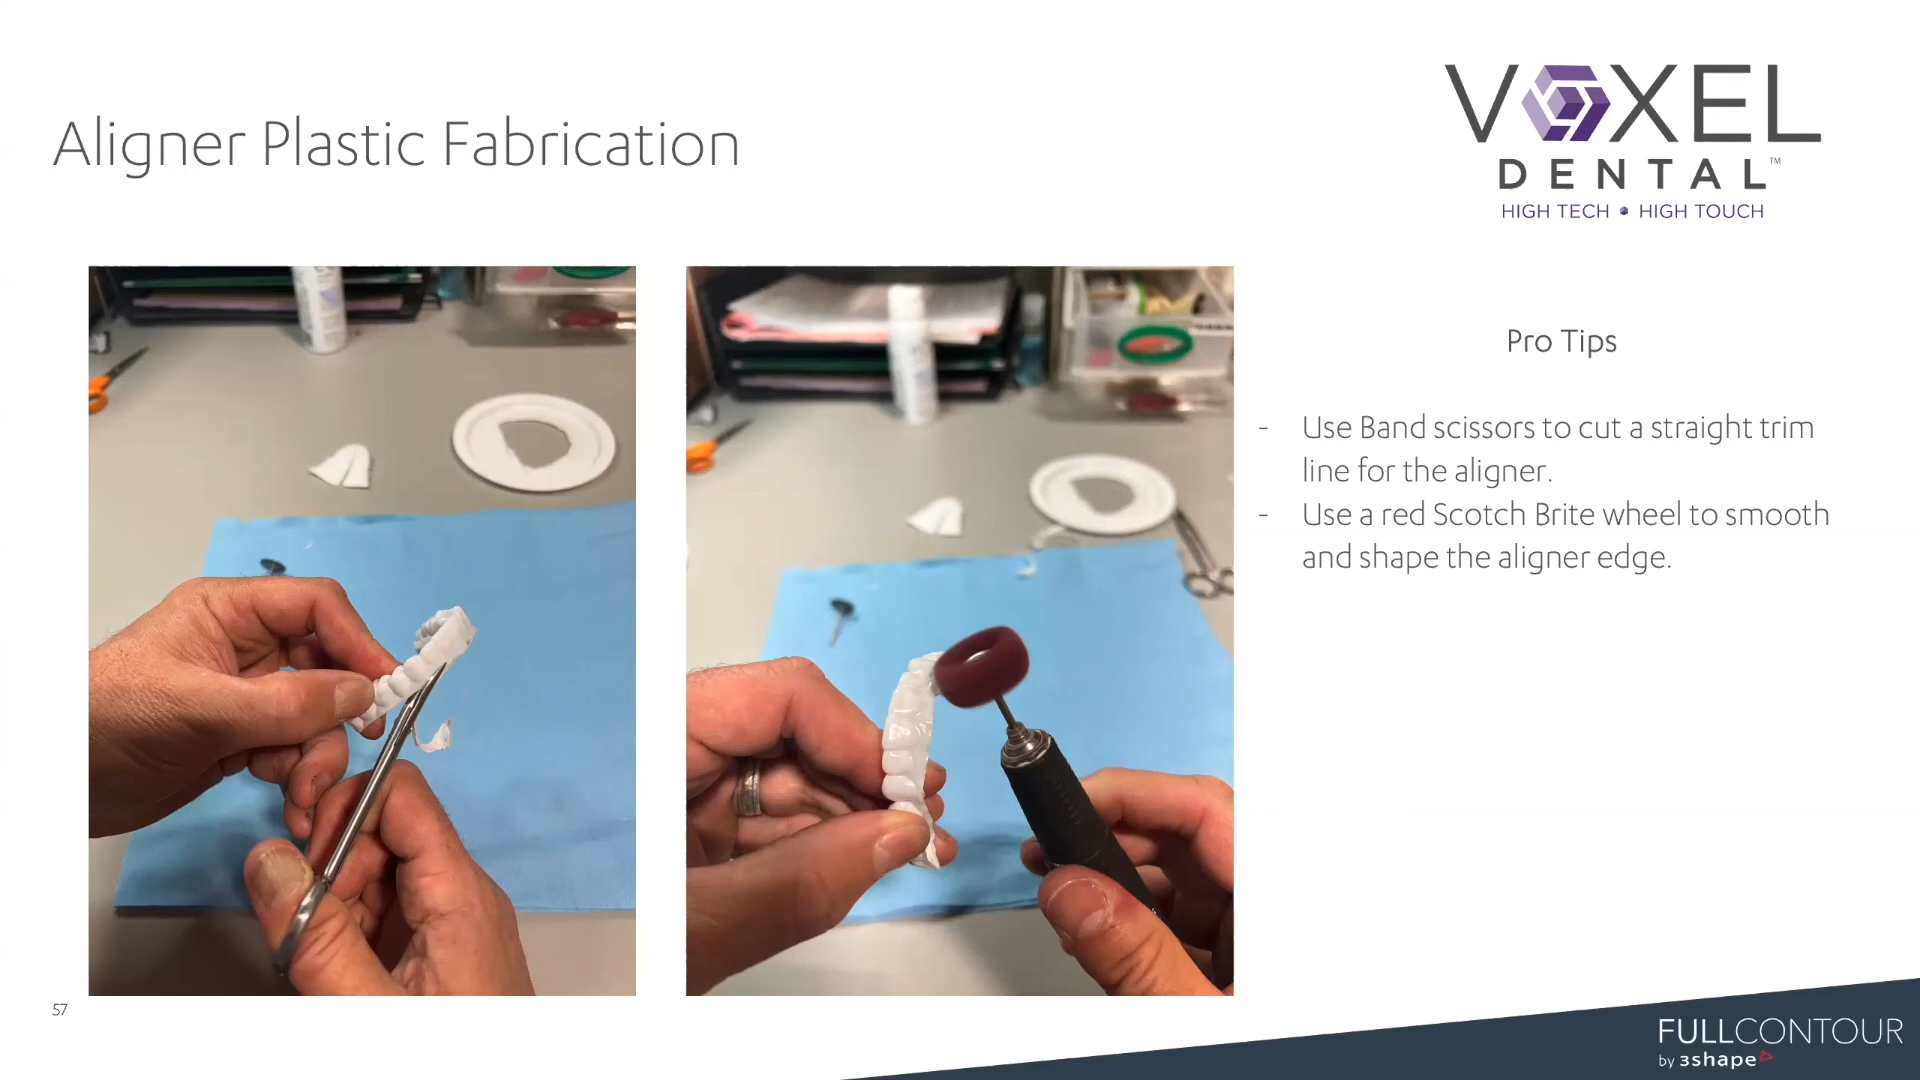 Aligner Plastic Fabrication
VOXEL
DENTAL™
HIGH TECH • HIGH TOUCH
Pro Tips
- Use Band scissors to cut a straight trim
line for the aligner.
- Use a red Scotch Brite wheel to smooth
and shape the aligner edge.
57
FULLCONTOUR
by 3shape